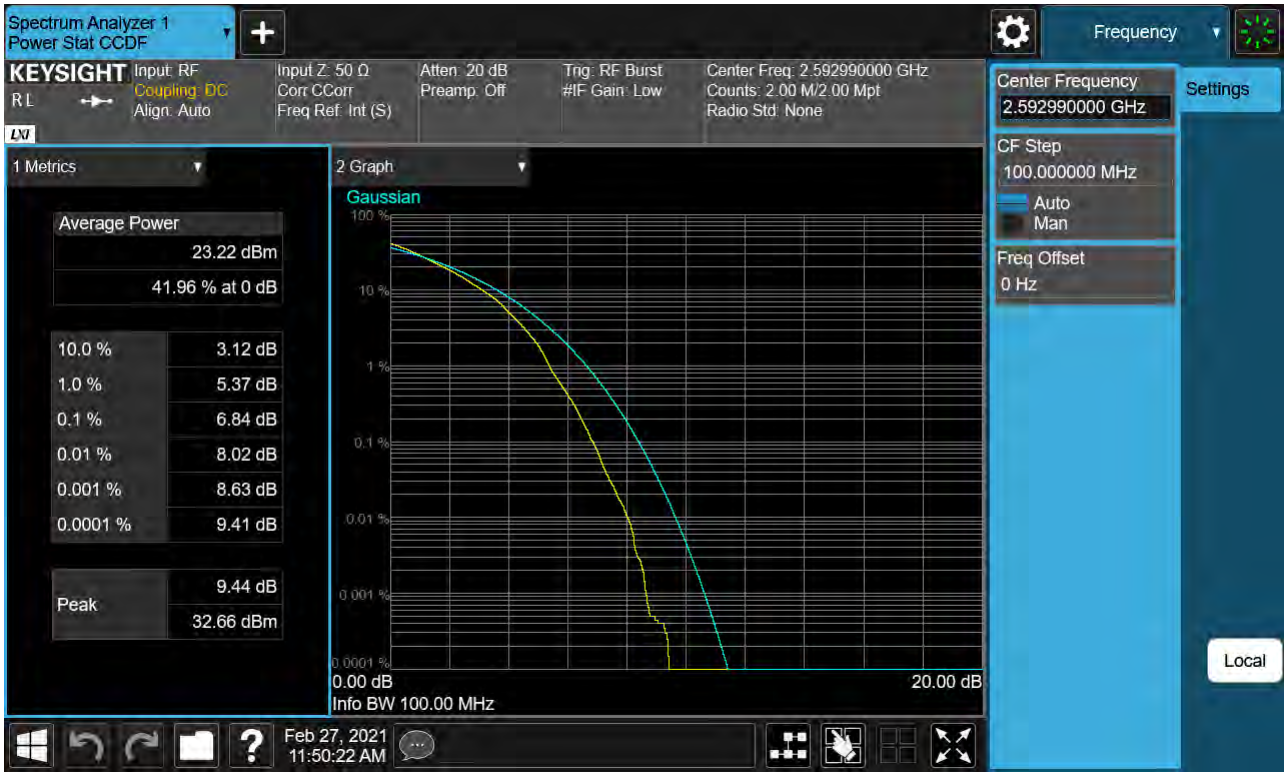 Spectrum Analyzer 1
Power Stat CCDF
+
Frequency
KEYSIGHT
RL
LXI
Input: RF
Coupling: DC
Align: Auto
Input Z: 50 Ω
Corr CCorr
Freq Ref: Int (S)
Atten: 20 dB
Preamp: Off
Trig: RF Burst
#IF Gain: Low
Center Freq: 2.592990000 GHz
Counts: 2.00 M/2.00 Mpt
Radio Std: None
Center Frequency
2.592990000 GHz
Settings
CF Step
100.000000 MHz
Auto
Man
Freq Offset
0 Hz
1 Metrics
Average Power
23.22 dBm
41.96 % at 0 dB
10.0 % 3.12 dB
1.0 % 5.37 dB
0.1 % 6.84 dB
0.01 % 8.02 dB
0.001 % 8.63 dB
0.0001 % 9.41 dB
Peak
9.44 dB
32.66 dBm
2 Graph
Gaussian
100 %
10 %
1 %
0.1 %
0.01 %
0.001 %
0.0001 %
0.00 dB 20.00 dB
Info BW 100.00 MHz
Local
?
Feb 27, 2021
11:50:22 AM